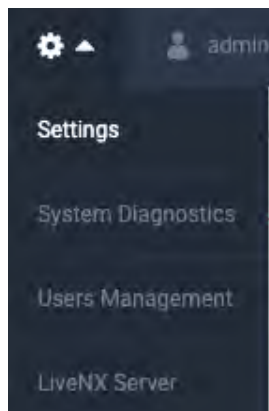 admin
Settings
System Diagnostics
Users Management
LiveNX Server